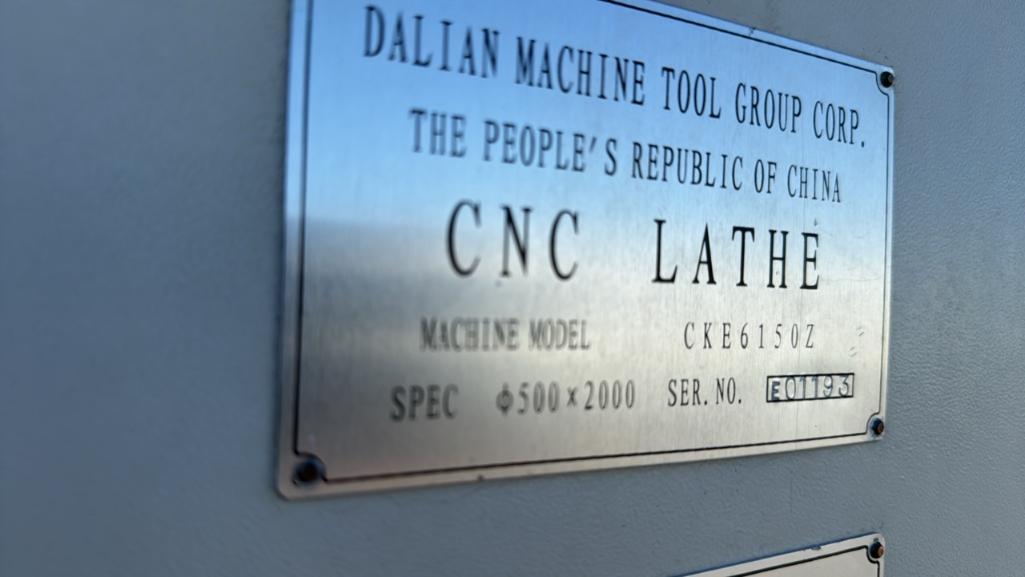 DALIAN MACHINE TOOL GROUP CORP.
THE PEOPLE'S REPUBLIC OF CHINA
CNC LATHE
MACHINE MODEL CKE6150Z
SPEC ϕ500×2000 SER. NO. E01193